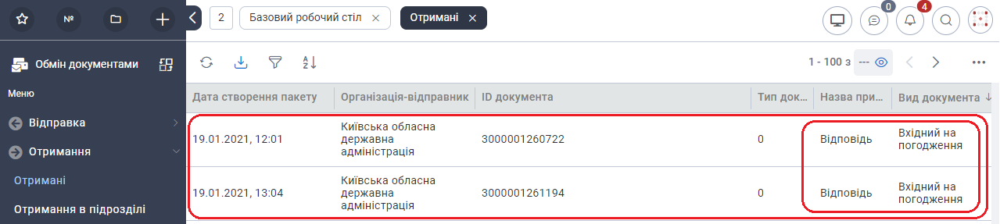 №
2
Базовий робочий стіл
Отримані
0
4
Обмін документами
1 - 100 з ---
Меню
Дата створення пакету
Організація-відправник
ID документа
Тип док...
Назва при...
Вид документа
Відправка
Отримання
Отримані
Отримання в підрозділі
19.01.2021, 12:01
Київська обласна
державна
адміністрація
3000001260722
0
Відповідь
Вхідний на
погодження
19.01.2021, 13:04
Київська обласна
державна
адміністрація
3000001261194
0
Відповідь
Вхідний на
погодження